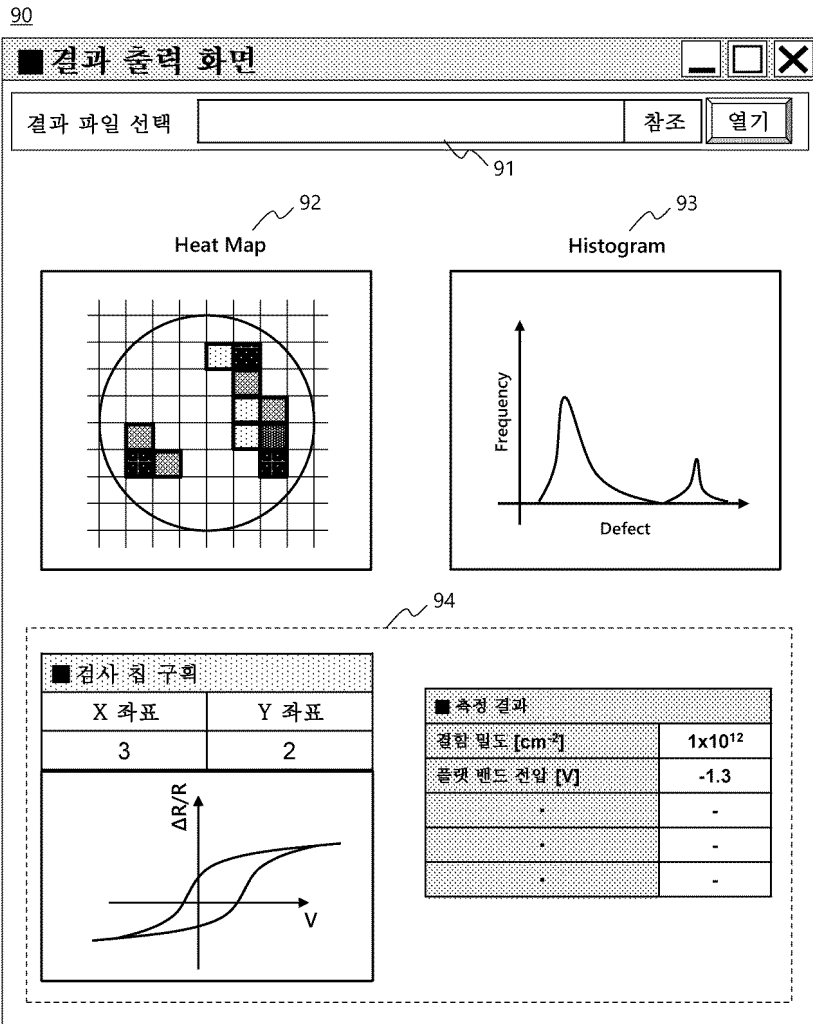 90
■ 결과 출력 화면
결과 파일 선택
참조
열기
91
92
93
Heat Map
Histogram
Frequency
Defect
94
■ 검사 칩 구획
X 좌표
Y 좌표
3
2
ΔR/R
V
■ 측정 결과
결함 밀도 [cm⁻²]
1x10¹²
플랫 밴드 전압 [V]
-1.3
·
-
·
-
·
-